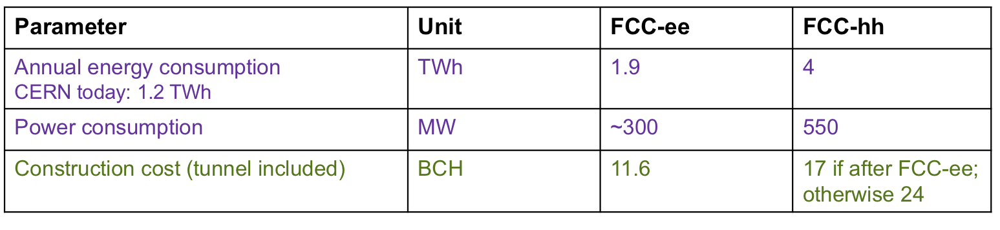 Parameter Unit FCC-ee FCC-hh
Annual energy consumption TWh 1.9 4
CERN today: 1.2 TWh
Power consumption MW ~300 550
Construction cost (tunnel included) BCH 11.6 17 if after FCC-ee;
otherwise 24